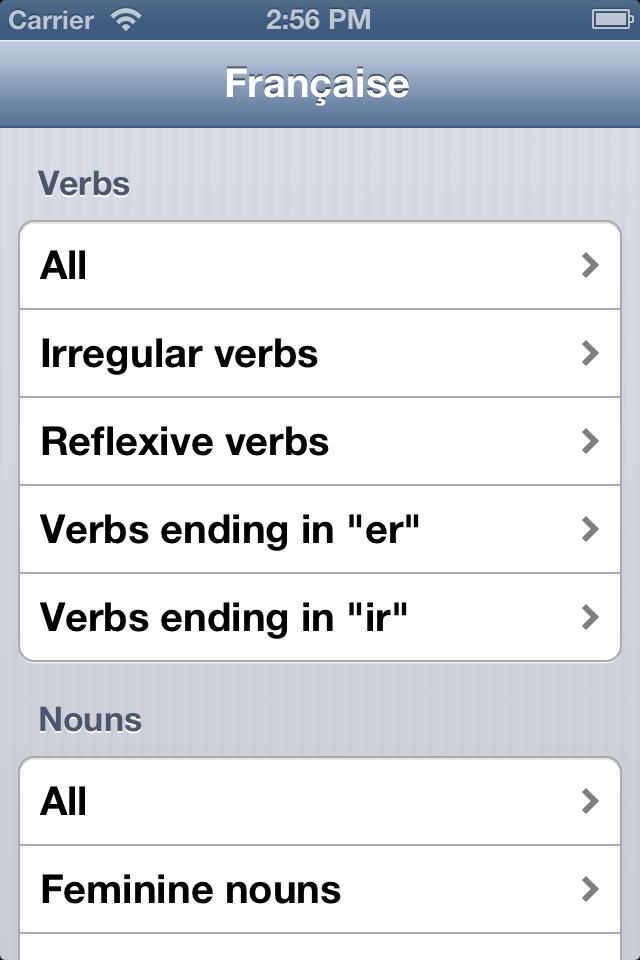 Carrier 2:56 PM
Française
Verbs
All
Irregular verbs
Reflexive verbs
Verbs ending in "er"
Verbs ending in "ir"
Nouns
All
Feminine nouns